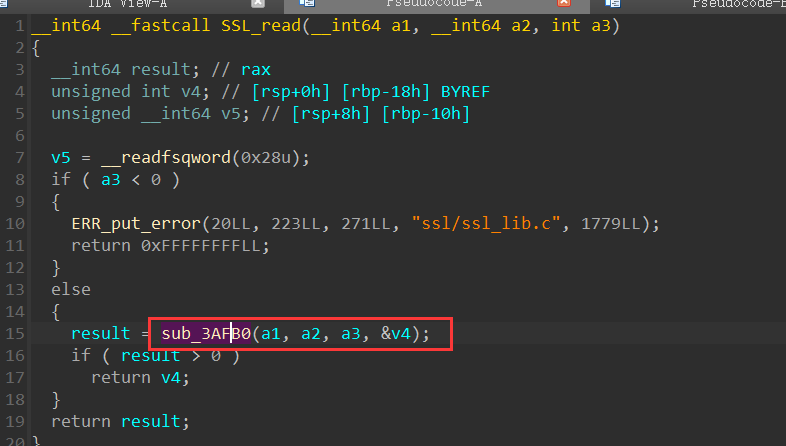 IDA View-A Pseudocode-A Pseudocode-B
1 __int64 __fastcall SSL_read(__int64 a1, __int64 a2, int a3)
2 {
3 __int64 result; // rax
4 unsigned int v4; // [rsp+0h] [rbp-18h] BYREF
5 unsigned __int64 v5; // [rsp+8h] [rbp-10h]
6
7 v5 = __readfsqword(0x28u);
8 if ( a3 < 0 )
9 {
10 ERR_put_error(20LL, 223LL, 271LL, "ssl/ssl_lib.c", 1779LL);
11 return 0xFFFFFFFFLL;
12 }
13 else
14 {
15 result = sub_3AFB0(a1, a2, a3, &v4);
16 if ( result > 0 )
17 return v4;
18 }
19 return result;
20 }